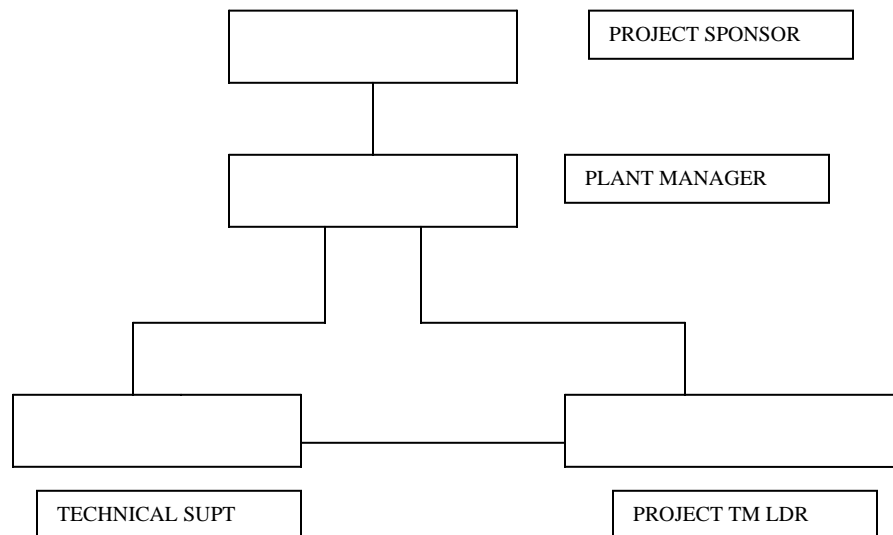 PROJECT SPONSOR
PLANT MANAGER
TECHNICAL SUPT
PROJECT TM LDR